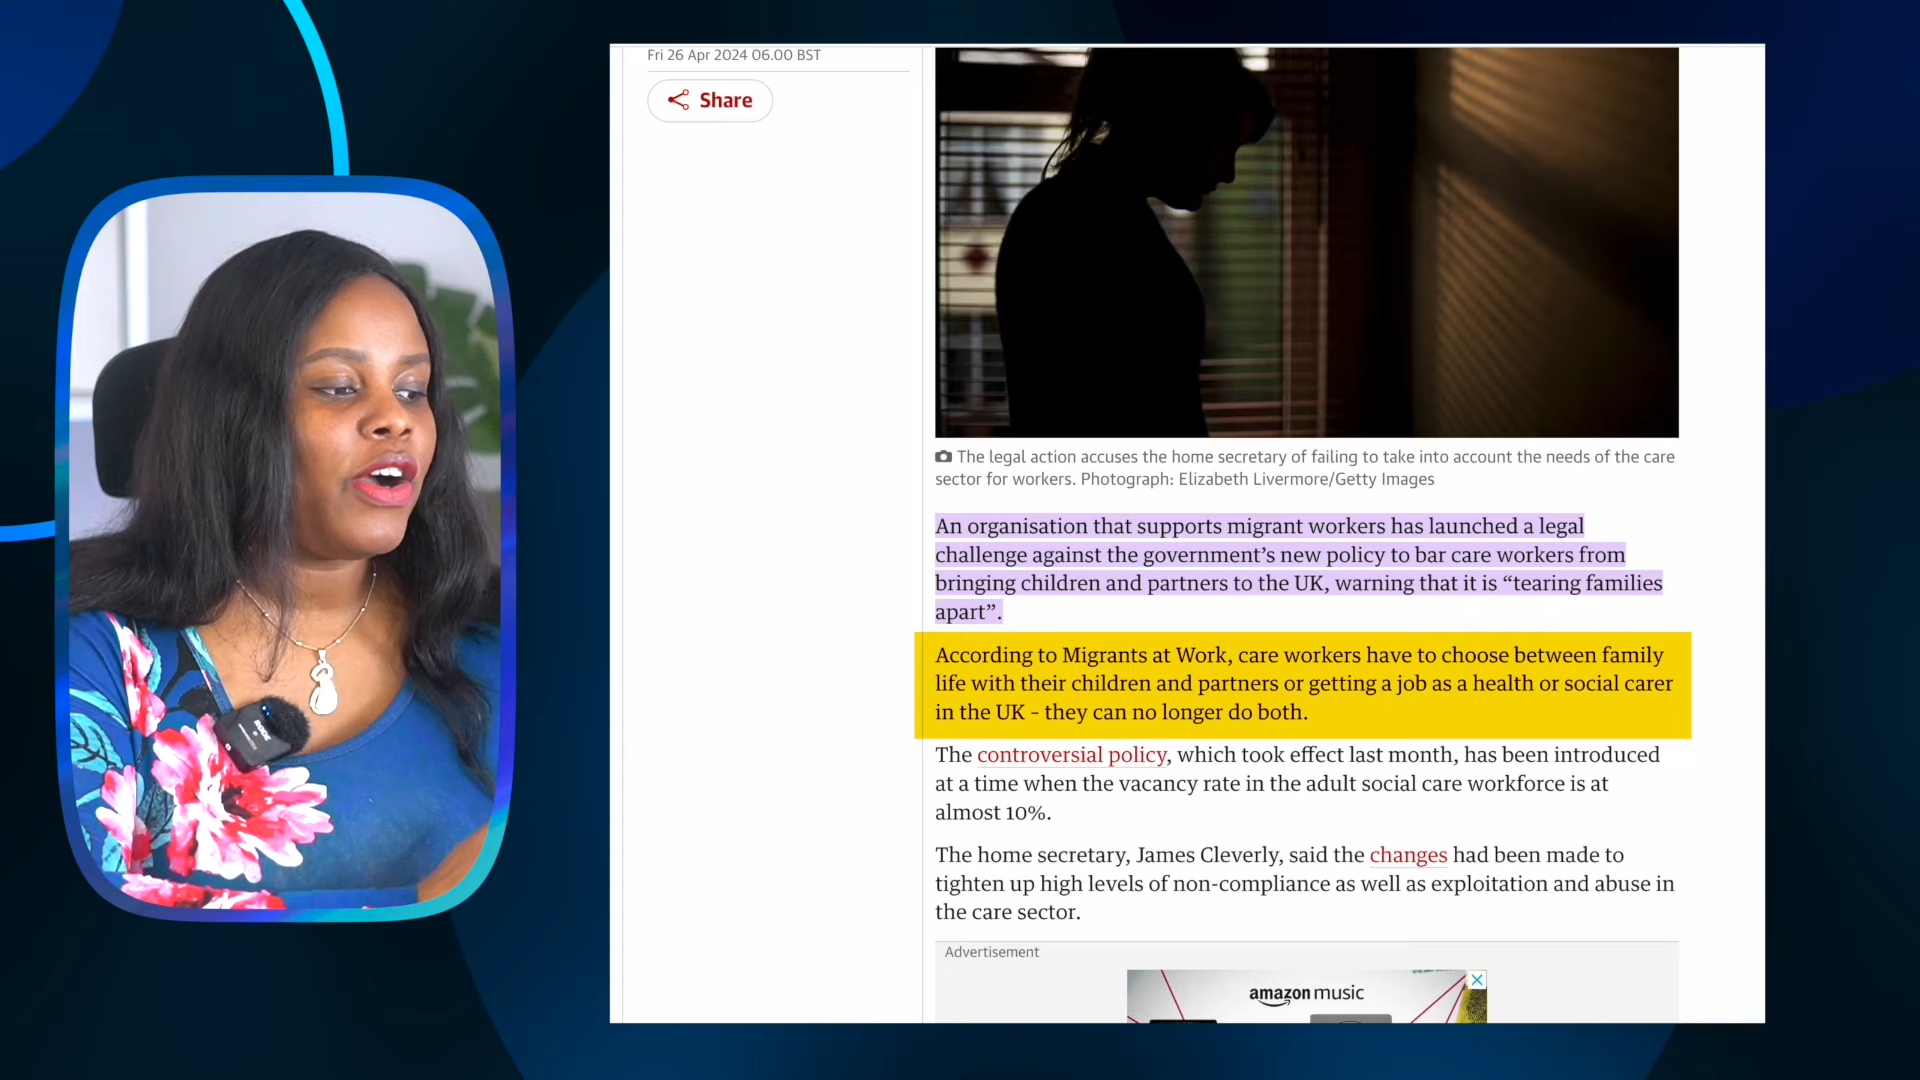 Fri 26 Apr 2024 06.00 BST
Share
The legal action accuses the home secretary of failing to take into account the needs of the care
sector for workers. Photograph: Elizabeth Livermore/Getty Images
An organisation that supports migrant workers has launched a legal
challenge against the government’s new policy to bar care workers from
bringing children and partners to the UK, warning that it is “tearing families
apart”.
According to Migrants at Work, care workers have to choose between family
life with their children and partners or getting a job as a health or social carer
in the UK – they can no longer do both.
The controversial policy, which took effect last month, has been introduced
at a time when the vacancy rate in the adult social care workforce is at
almost 10%.
The home secretary, James Cleverly, said the changes had been made to
tighten up high levels of non-compliance as well as exploitation and abuse in
the care sector.
Advertisement
amazon music
RODE